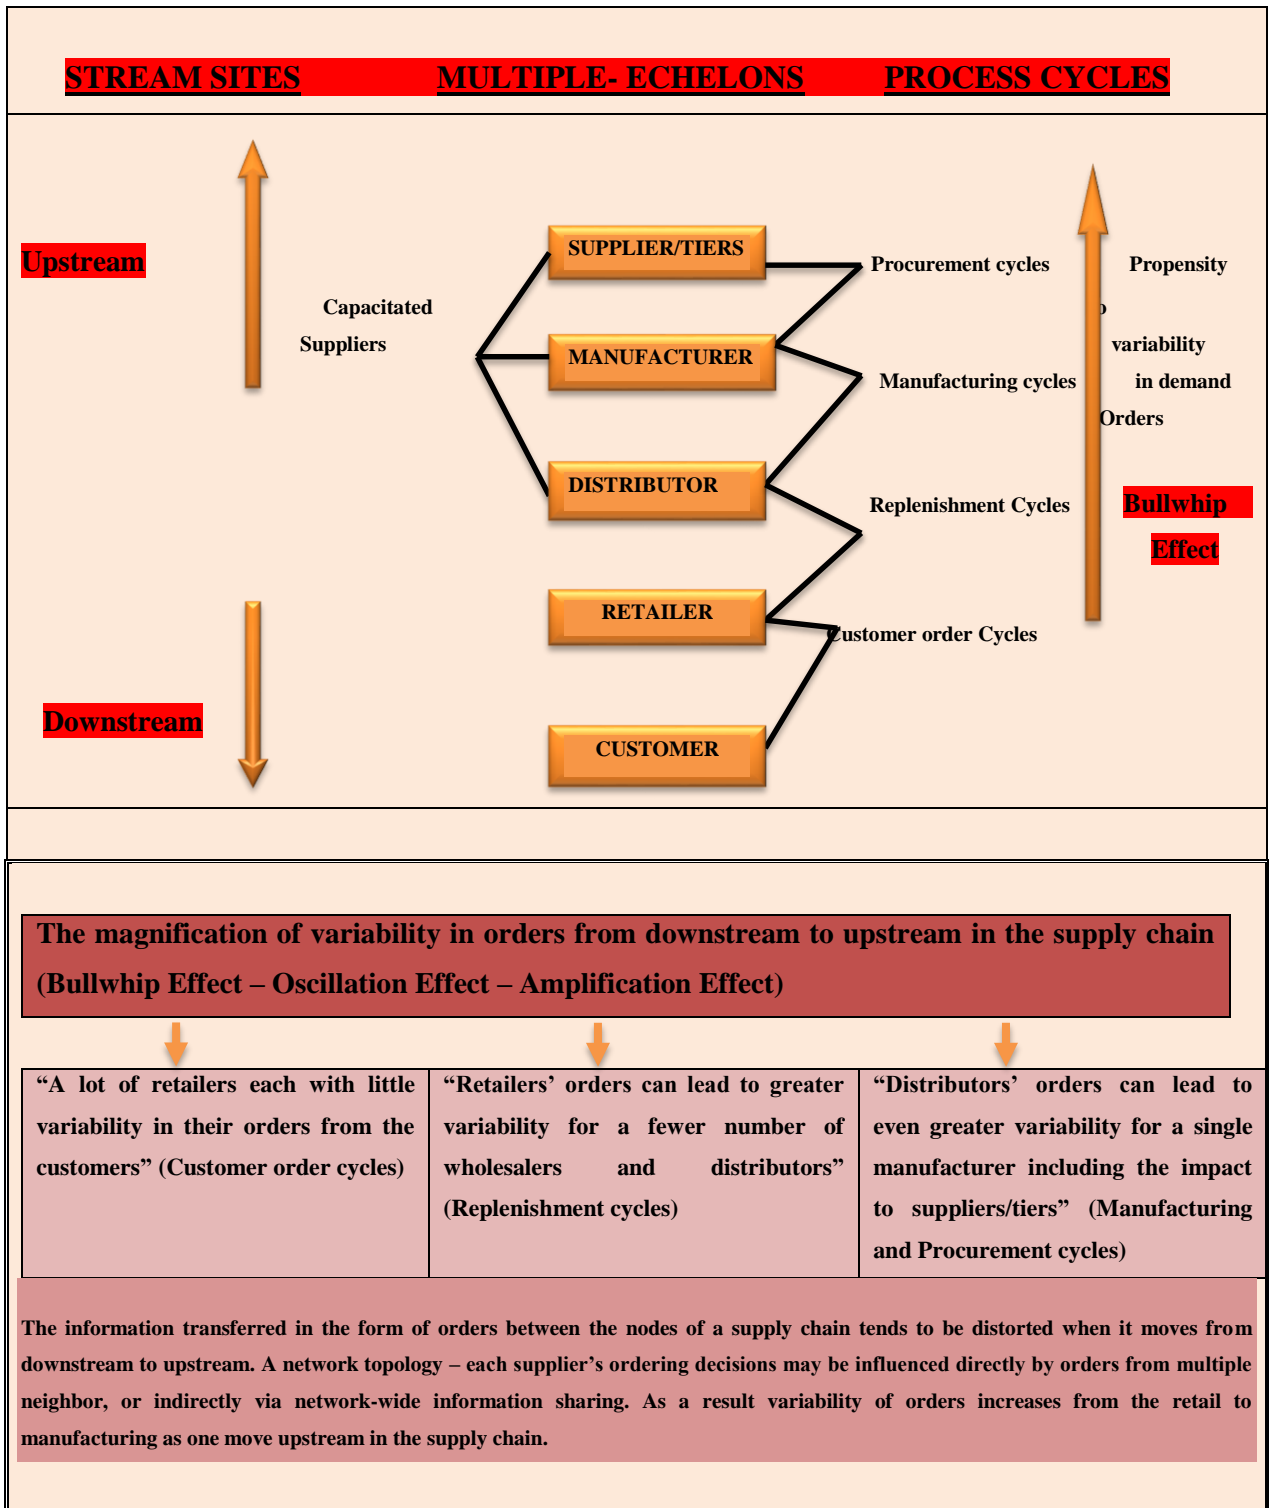 STREAM SITES MULTIPLE- ECHELONS PROCESS CYCLES
SUPPLIER/TIERS
Upstream
Procurement cycles Propensity
Capacitated
o
Suppliers
variability
MANUFACTURER
Manufacturing cycles in demand
Orders
DISTRIBUTOR
Replenishment Cycles Bullwhip
Effect
RETAILER
Customer order Cycles
Downstream
CUSTOMER
The magnification of variability in orders from downstream to upstream in the supply chain
(Bullwhip Effect – Oscillation Effect – Amplification Effect)
“A lot of retailers each with little
variability in their orders from the
customers” (Customer order cycles)
“Retailers’ orders can lead to greater
variability for a fewer number of
wholesalers and distributors”
(Replenishment cycles)
“Distributors’ orders can lead to
even greater variability for a single
manufacturer including the impact
to suppliers/tiers” (Manufacturing
and Procurement cycles)
The information transferred in the form of orders between the nodes of a supply chain tends to be distorted when it moves from
downstream to upstream. A network topology – each supplier’s ordering decisions may be influenced directly by orders from multiple
neighbor, or indirectly via network-wide information sharing. As a result variability of orders increases from the retail to
manufacturing as one move upstream in the supply chain.